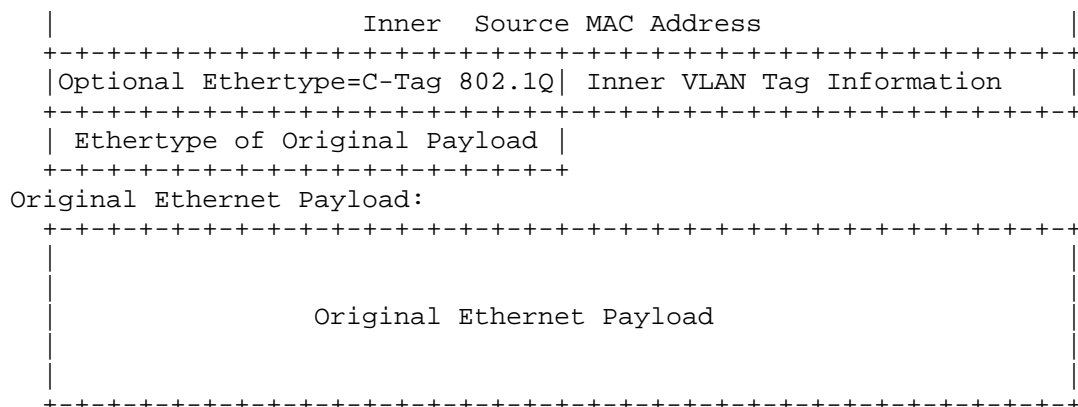 |                   Inner  Source MAC Address                   |
+-+-+-+-+-+-+-+-+-+-+-+-+-+-+-+-+-+-+-+-+-+-+-+-+-+-+-+-+-+-+-+-+
|Optional Ethertype=C-Tag 802.1Q| Inner VLAN Tag Information    |
+-+-+-+-+-+-+-+-+-+-+-+-+-+-+-+-+-+-+-+-+-+-+-+-+-+-+-+-+-+-+-+-+
| Ethertype of Original Payload |
+-+-+-+-+-+-+-+-+-+-+-+-+-+-+-+-+
Original Ethernet Payload:
+-+-+-+-+-+-+-+-+-+-+-+-+-+-+-+-+-+-+-+-+-+-+-+-+-+-+-+-+-+-+-+-+
|                                                               |
|                                                               |
|                Original Ethernet Payload                      |
|                                                               |
|                                                               |
+-+-+-+-+-+-+-+-+-+-+-+-+-+-+-+-+-+-+-+-+-+-+-+-+-+-+-+-+-+-+-+-+